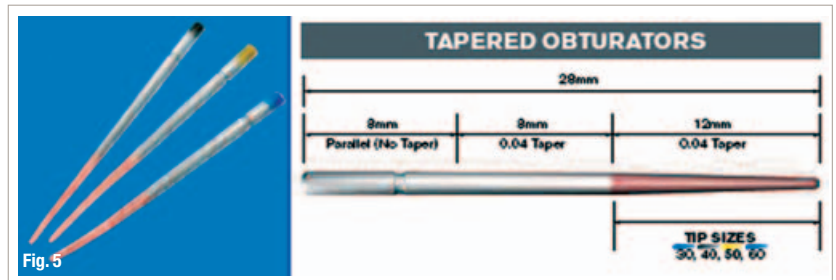 TAPERED OBTURATORS
28mm
8mm 8mm 12mm
Parallel (No Taper) 0.04 Taper 0.04 Taper
TIP SIZES
30, 40, 50, 60
Fig. 5